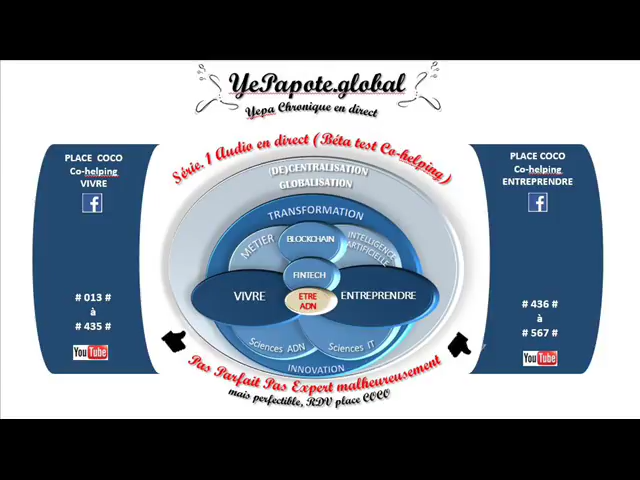 YePapote.global
Yepa Chronique en direct
Série. 1 Audio en direct (Béta test Co-helping)
PLACE COCO
Co-helping
VIVRE
f
# 013 #
à
# 435 #
YouTube
(DE)CENTRALISATION
GLOBALISATION
TRANSFORMATION
METIER
BLOCKCHAIN
INTELLIGENCE
ARTIFICIELLE
FINTECH
VIVRE
ETRE
ADN
ENTREPRENDRE
Sciences ADN
Sciences IT
INNOVATION
PLACE COCO
Co-helping
ENTREPRENDRE
f
# 436 #
à
# 567 #
YouTube
Pas Parfait Pas Expert malheureusement
mais perfectible, RDV place COCO